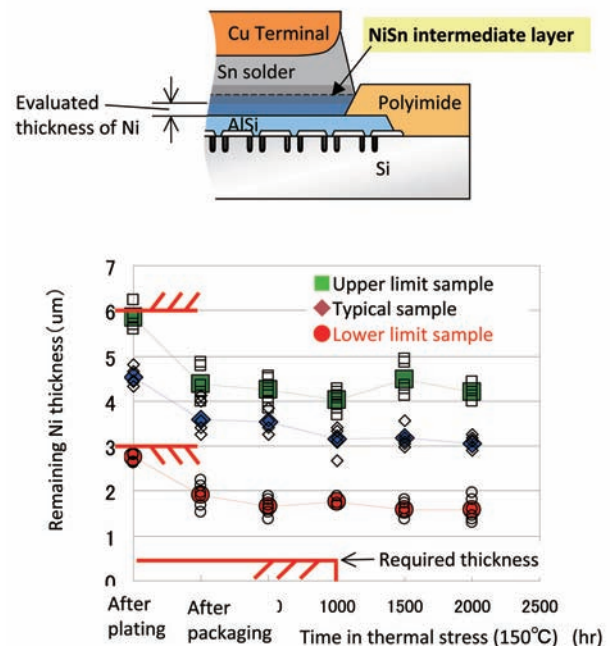 Cu Terminal
NiSn intermediate layer
Sn solder
Evaluated
thickness of Ni
Polyimide
AlSi
Si
Remaining Ni thickness (um)
7
6
5
4
3
2
1
0
Upper limit sample
Typical sample
Lower limit sample
Required thickness
After
plating
After
packaging
1000
1500
2000
2500
Time in thermal stress (150℃)
(hr)